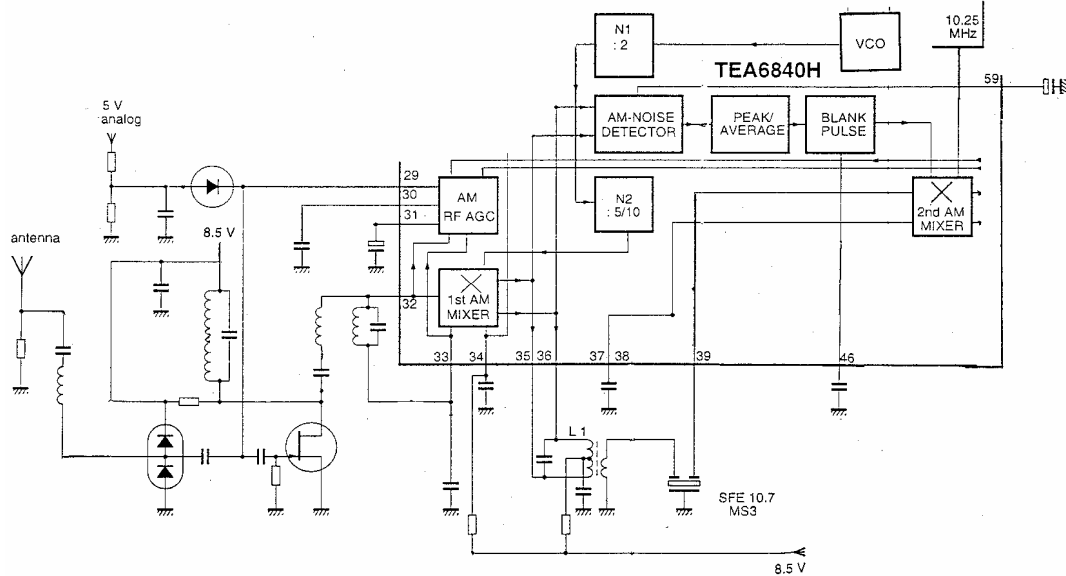 10.25
MHz
N1
: 2
VCO
TEA6840H
59
5 V
analog
AM-NOISE
DETECTOR
PEAK/
AVERAGE
BLANK
PULSE
29
30
31
AM
RF AGC
N2
: 5/10
2nd AM
MIXER
antenna
8.5 V
32
1st AM
MIXER
33
34
35
36
37
38
39
46
L 1
SFE 10.7
MS3
8.5 V